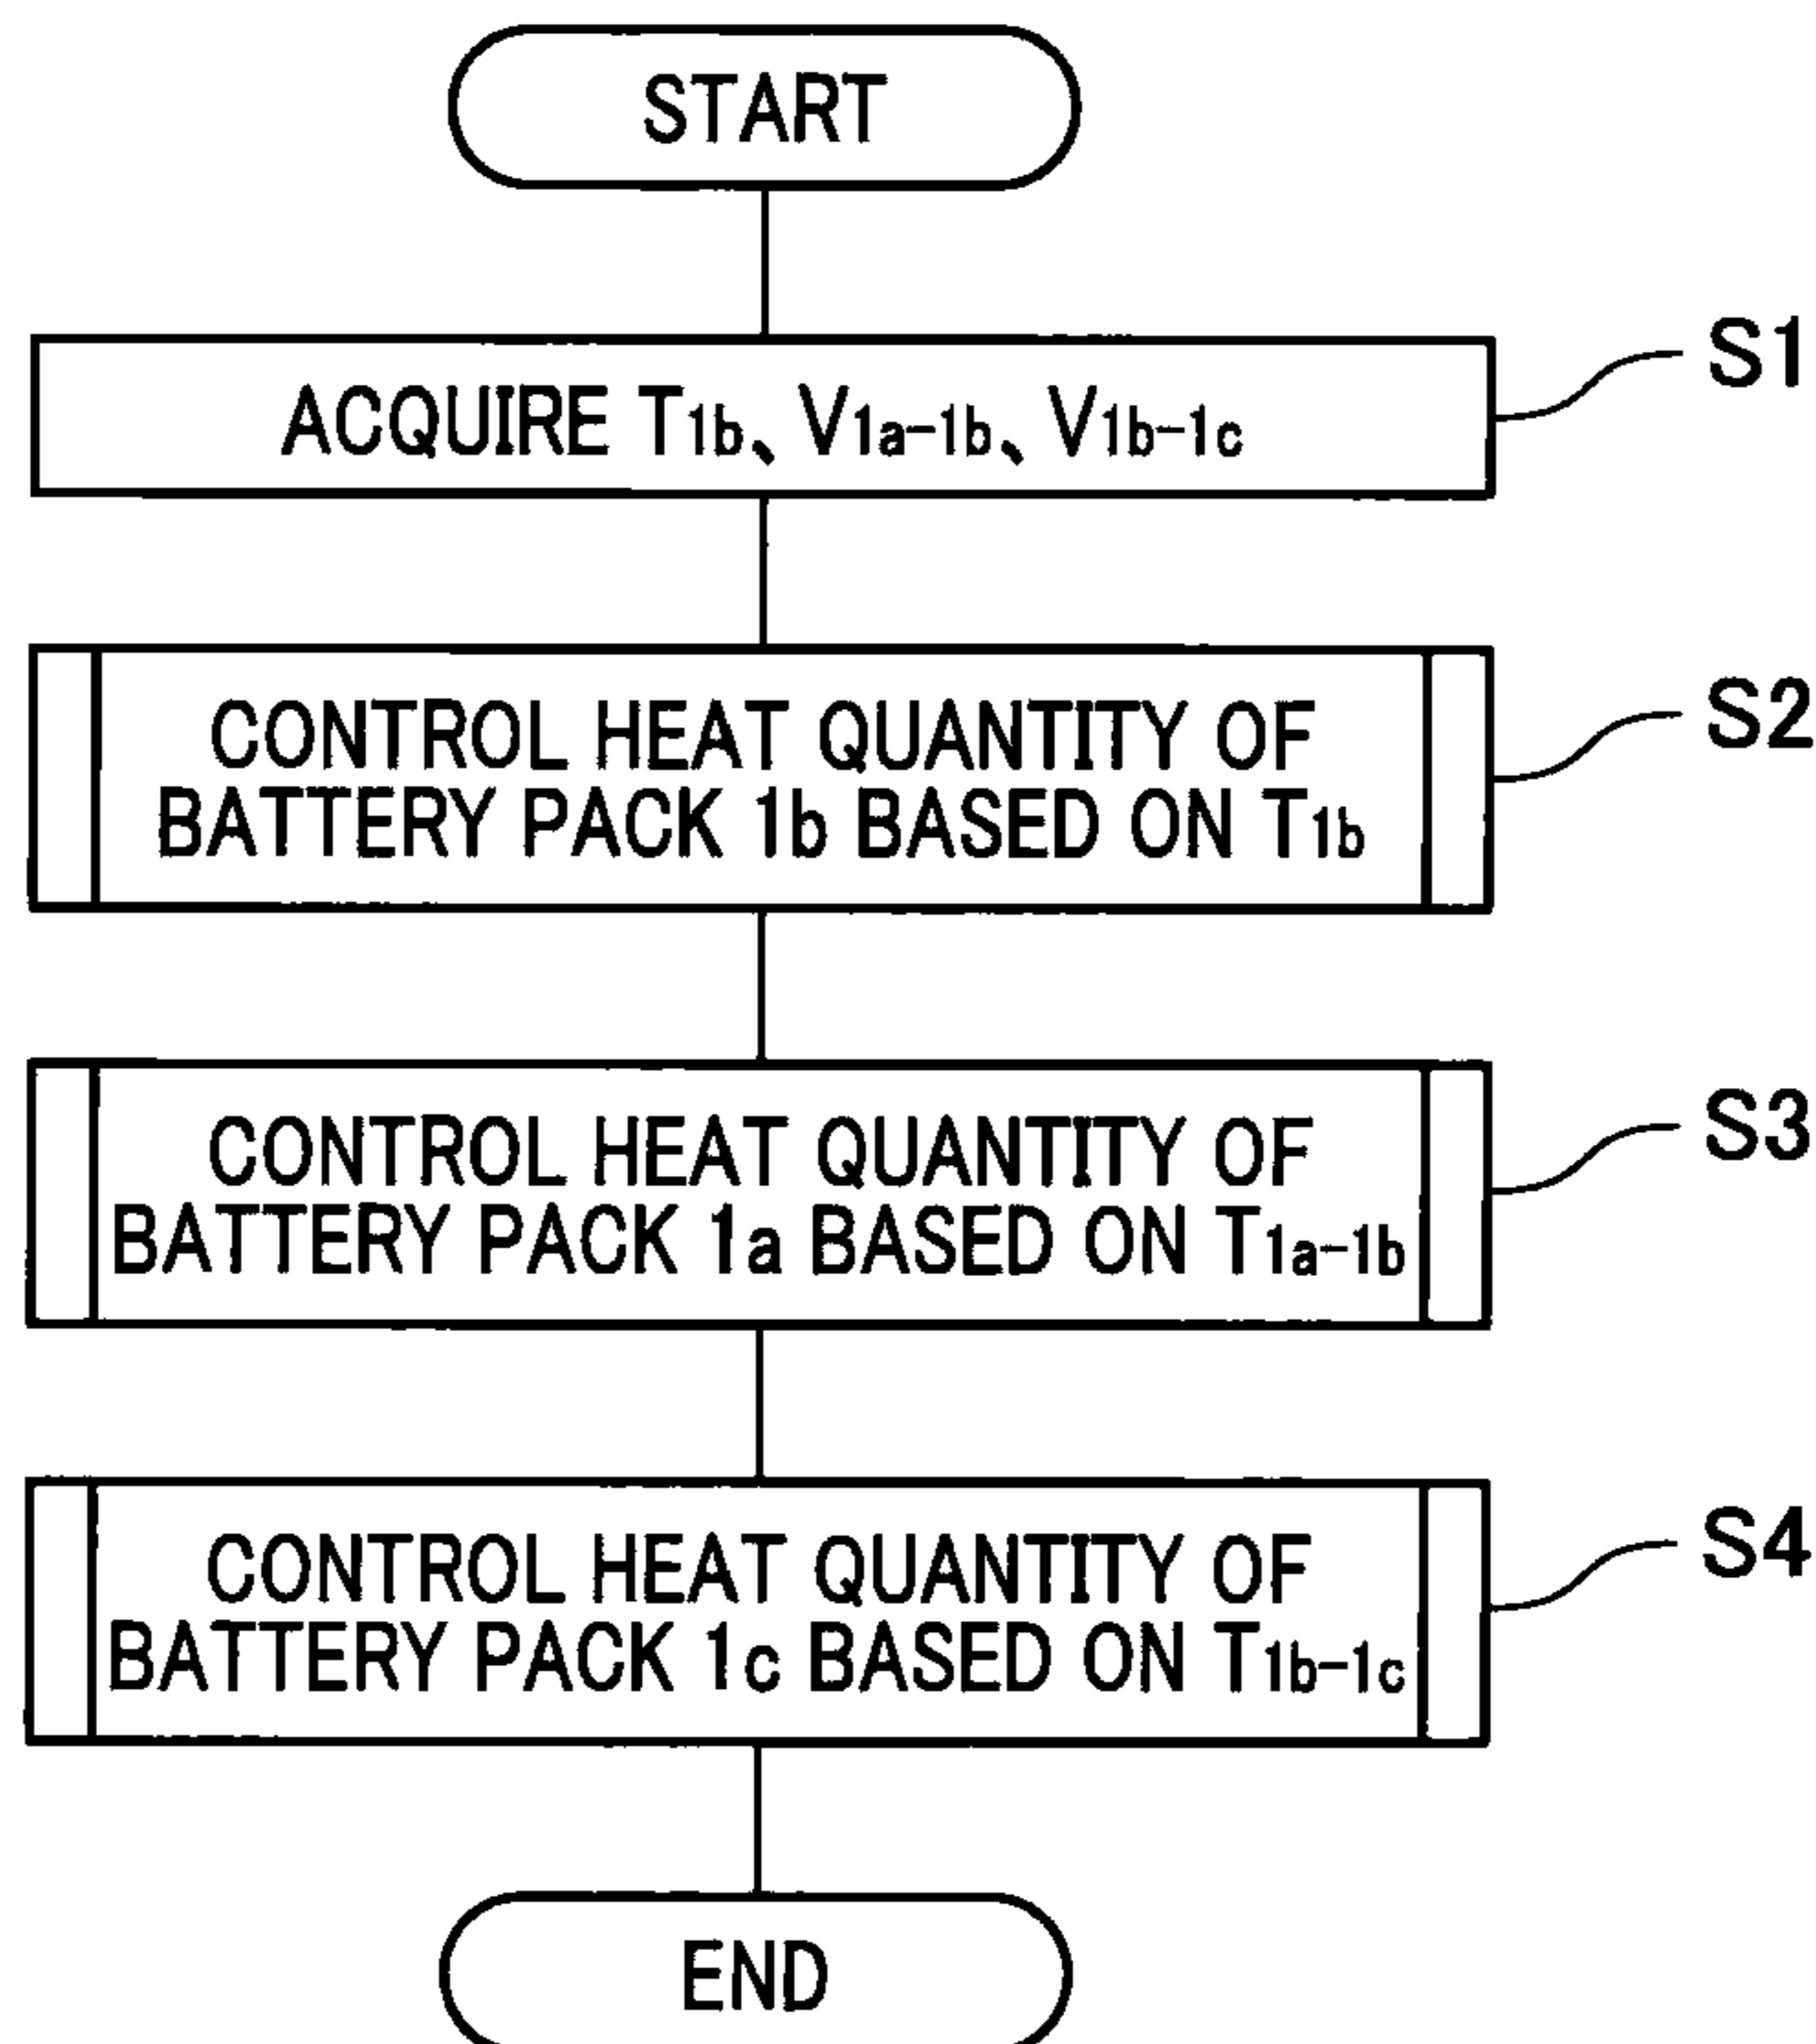 START
ACQUIRE T1b、V1a-1b、V1b-1c
S1
CONTROL HEAT QUANTITY OF
BATTERY PACK 1b BASED ON T1b
S2
CONTROL HEAT QUANTITY OF
BATTERY PACK 1a BASED ON T1a-1b
S3
CONTROL HEAT QUANTITY OF
BATTERY PACK 1c BASED ON T1b-1c
S4
END